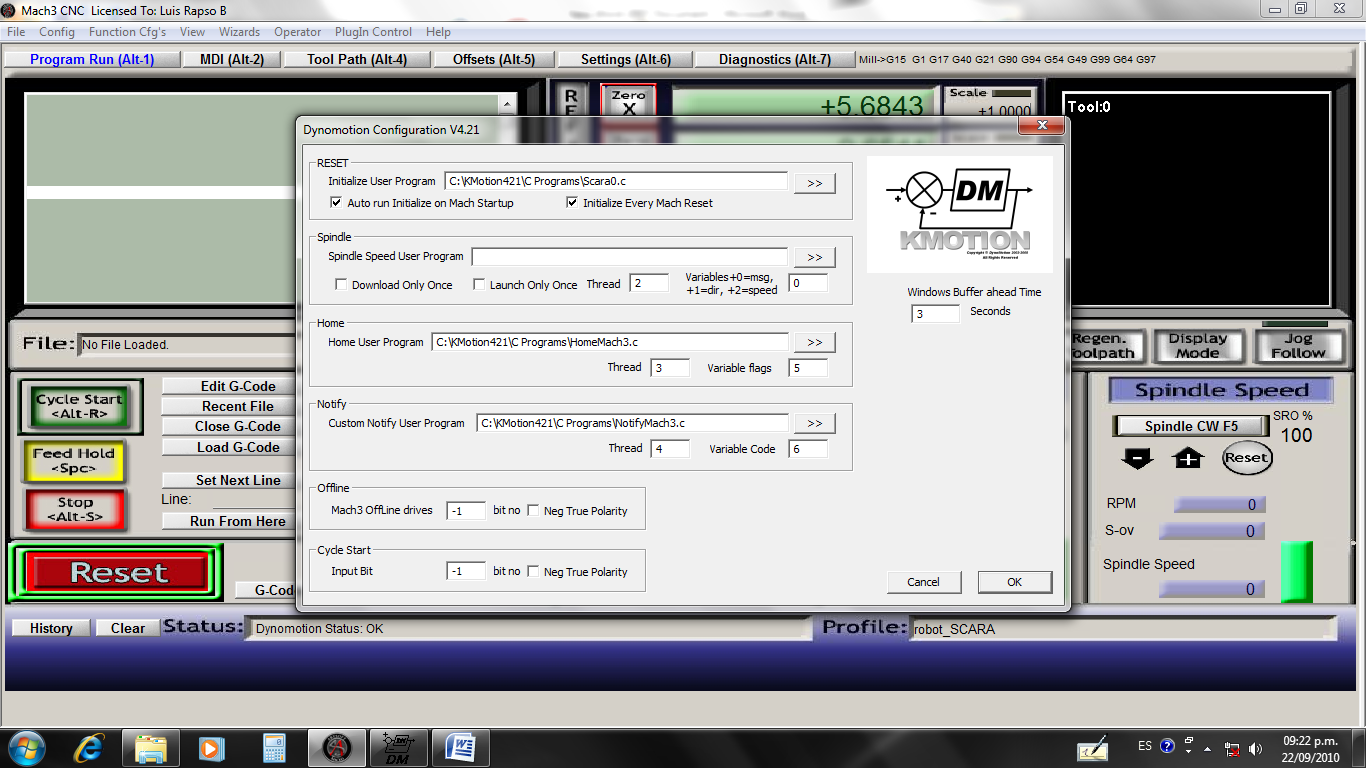 Mach3 CNC Licensed To: Luis Rapso B
File Config Function Cfg's View Wizards Operator PlugIn Control Help
Program Run (Alt-1) MDI (Alt-2) Tool Path (Alt-4) Offsets (Alt-5) Settings (Alt-6) Diagnostics (Alt-7) Mill->G15 G1 G17 G40 G21 G90 G94 G54 G49 G99 G64 G97
Zero X +5.6843 Scale +1.0000
Tool:0
Dynomotion Configuration V4.21
RESET
Initialize User Program C:\KMotion421\C Programs\Scara0.c >>
Auto run Initialize on Mach Startup Initialize Every Mach Reset
Spindle
Spindle Speed User Program >>
Download Only Once Launch Only Once Thread 2 Variables+0=msg, +1=dir, +2=speed 0
Home
Home User Program C:\KMotion421\C Programs\HomeMach3.c >>
Thread 3 Variable flags 5
Notify
Custom Notify User Program C:\KMotion421\C Programs\NotifyMach3.c >>
Thread 4 Variable Code 6
Offline
Mach3 OffLine drives -1 bit no Neg True Polarity
Cycle Start
Input Bit -1 bit no Neg True Polarity
+ - DM
KMOTION
All Rights Reserved
Windows Buffer ahead Time
3 Seconds
Cancel OK
File: No File Loaded.
Regen. Toolpath
Display Mode
Jog Follow
Cycle Start
<Alt-R>
Feed Hold
<Spc>
Stop
<Alt-S>
Reset
Edit G-Code
Recent File
Close G-Code
Load G-Code
Set Next Line
Line:
Run From Here
G-Cod
Spindle Speed
Spindle CW F5
SRO %
100
Reset
RPM 0
S-ov 0
Spindle Speed
0
History Clear Status: Dynomotion Status: OK Profile: robot_SCARA
DM
ES
09:22 p.m.
22/09/2010